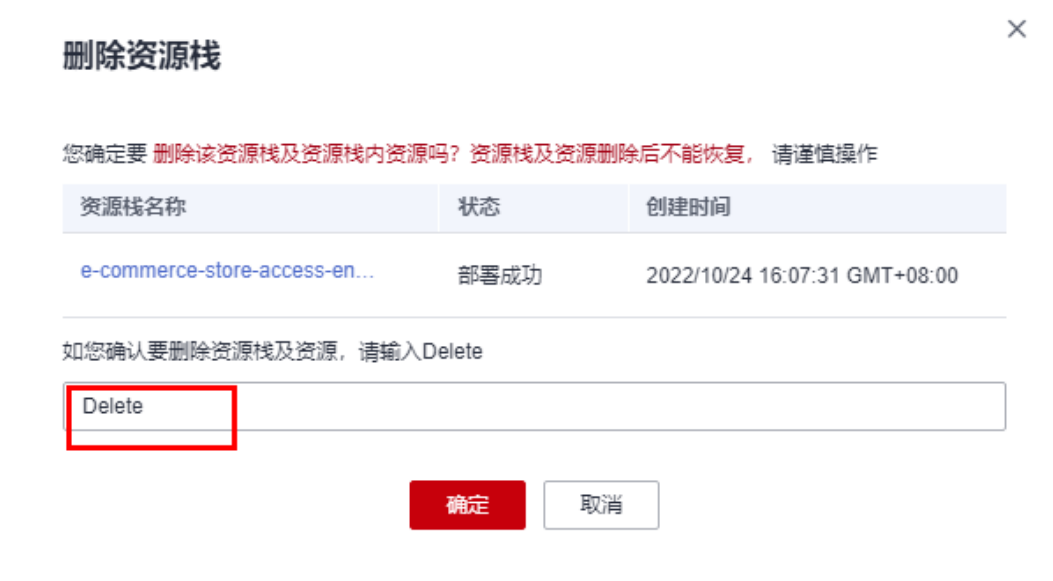 删除资源栈
您确定要 删除该资源栈及资源栈内资源吗？资源栈及资源删除后不能恢复， 请谨慎操作
资源栈名称 状态 创建时间
e-commerce-store-access-en... 部署成功 2022/10/24 16:07:31 GMT+08:00
如您确认要删除资源栈及资源，请输入Delete
Delete
确定 取消